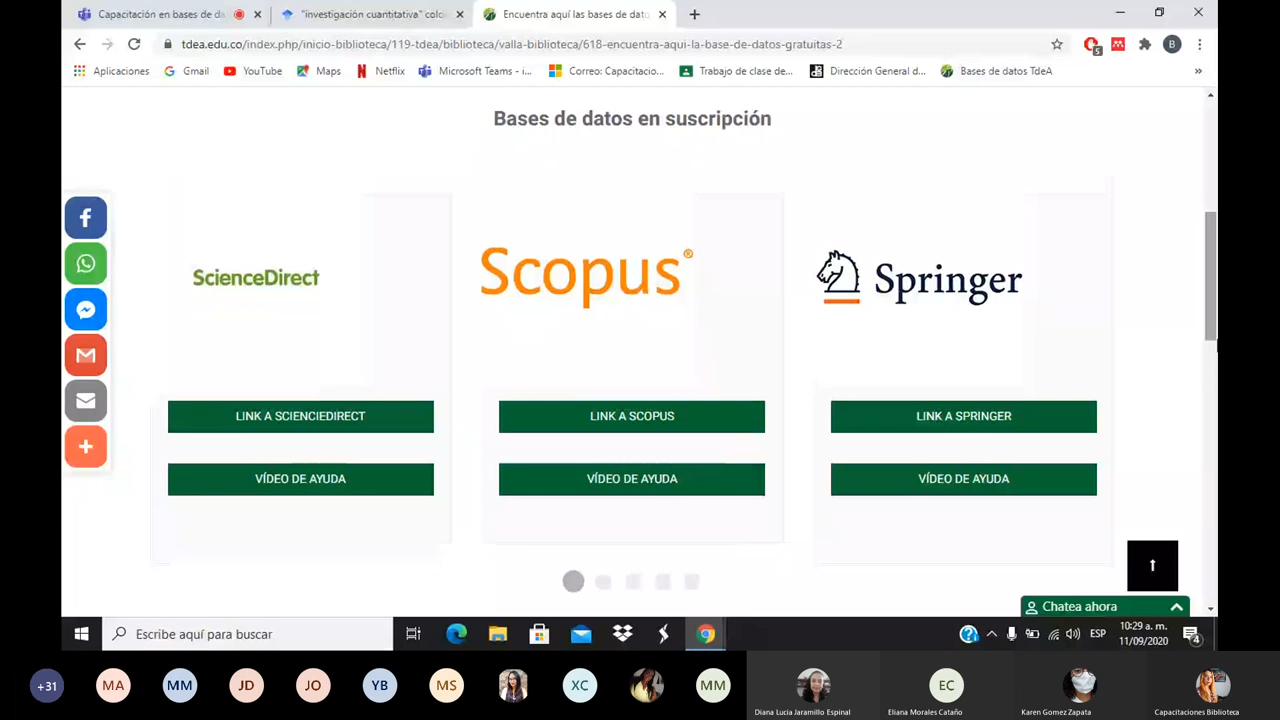 Capacitación en bases de da
"investigación cuantitativa" colo
Encuentra aquí las bases de dato
tdea.edu.co/index.php/inicio-biblioteca/119-tdea/biblioteca/valla-biblioteca/618-encuentra-aqui-la-base-de-datos-gratuitas-2
5
B
Aplicaciones
Gmail
YouTube
Maps
Netflix
Microsoft Teams - i...
Correo: Capacitacio...
Trabajo de clase de...
Dirección General d...
Bases de datos TdeA
»
Bases de datos en suscripción
ScienceDirect
Scopus®
Springer
LINK A SCIENCIEDIRECT
LINK A SCOPUS
LINK A SPRINGER
VÍDEO DE AYUDA
VÍDEO DE AYUDA
VÍDEO DE AYUDA
Chatea ahora
Escribe aquí para buscar
ESP
10:29 a. m.
11/09/2020
4
+31
MA
MM
JD
JO
YB
MS
XC
MM
EC
Diana Lucia Jaramillo Espinal
Eliana Morales Cataño
Karen Gomez Zapata
Capacitaciones Biblioteca